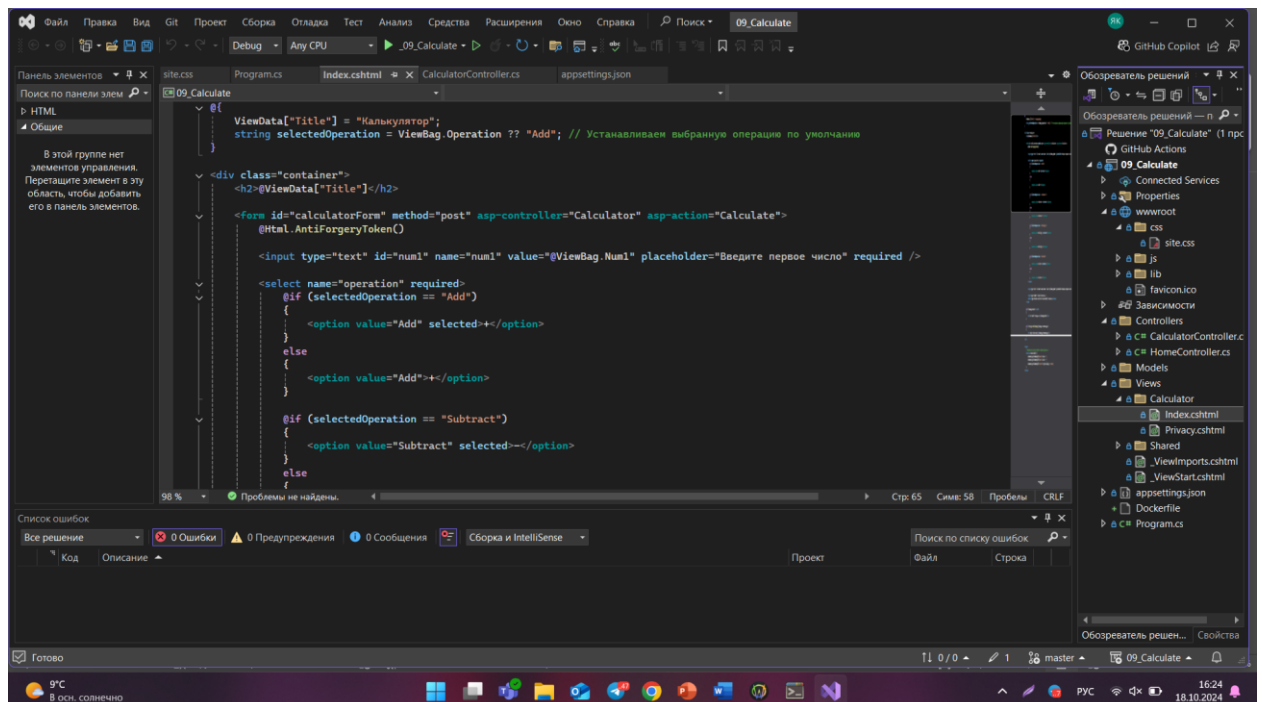 Файл Правка Вид Git Проект Сборка Отладка Тест Анализ Средства Расширения Окно Справка Поиск 09_Calculate ЯК
Debug Any CPU _09_Calculate GitHub Copilot
Панель элементов
Поиск по панели элем
HTML
Общие
В этой группе нет
элементов управления.
Перетащите элемент в эту
область, чтобы добавить
его в панель элементов.
site.css Program.cs Index.cshtml CalculatorController.cs appsettings.json
09_Calculate
@{
ViewData["Title"] = "Калькулятор";
string selectedOperation = ViewBag.Operation ?? "Add"; // Устанавливаем выбранную операцию по умолчанию
}
<div class="container">
<h2>@ViewData["Title"]</h2>
<form id="calculatorForm" method="post" asp-controller="Calculator" asp-action="Calculate">
@Html.AntiForgeryToken()
<input type="text" id="num1" name="num1" value="@ViewBag.Num1" placeholder="Введите первое число" required />
<select name="operation" required>
@if (selectedOperation == "Add")
{
<option value="Add" selected>+</option>
}
else
{
<option value="Add">+</option>
}
@if (selectedOperation == "Subtract")
{
<option value="Subtract" selected>−</option>
}
else
{
98 % Проблемы не найдены. Стр: 65 Симв: 58 Пробелы CRLF
Обозреватель решений
Обозреватель решений — п
Решение "09_Calculate" (1 прс
GitHub Actions
09_Calculate
Connected Services
Properties
wwwroot
css
site.css
js
lib
favicon.ico
Зависимости
Controllers
CalculatorController.c
HomeController.cs
Models
Views
Calculator
Index.cshtml
Privacy.cshtml
Shared
_ViewImports.cshtml
_ViewStart.cshtml
appsettings.json
Dockerfile
Program.cs
Обозреватель решен... Свойства
Список ошибок
Все решение 0 Ошибки 0 Предупреждения 0 Сообщения Сборка и IntelliSense Поиск по списку ошибок
Код Описание Проект Файл Строка
Готово 0 / 0 1 master 09_Calculate
9°C
В осн. солнечно
47
РУС
16:24
18.10.2024